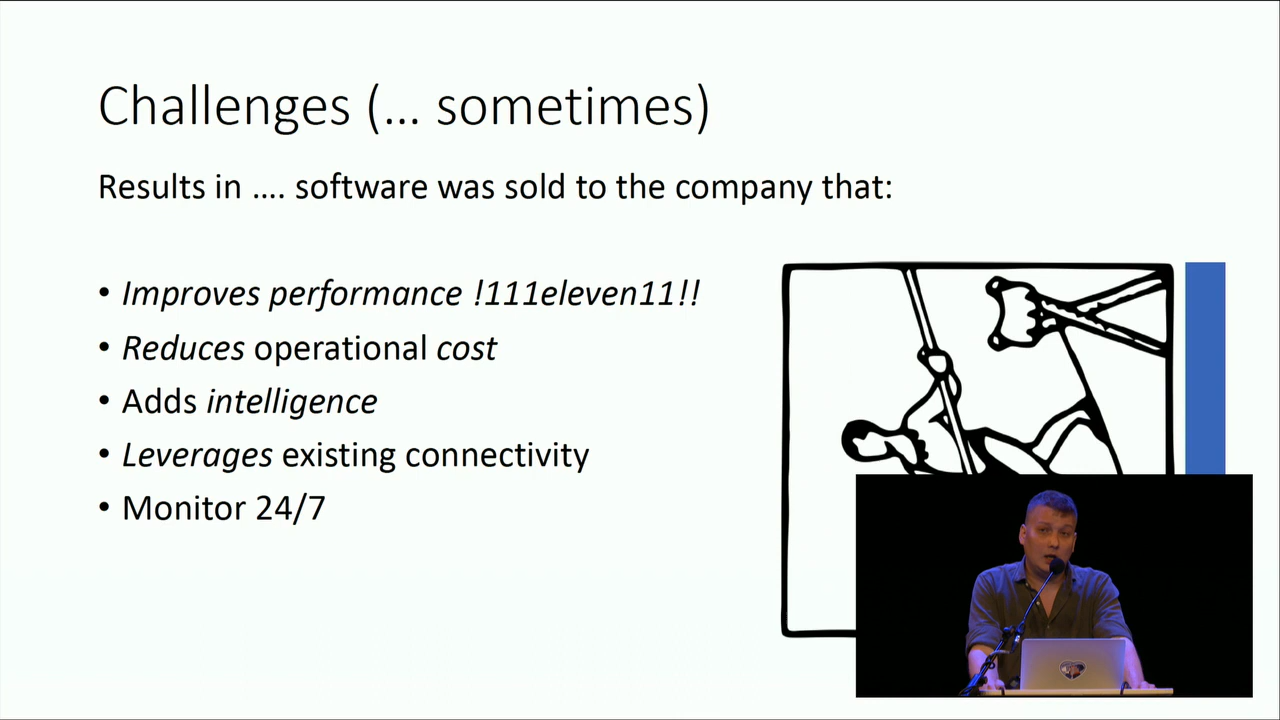 Challenges (... sometimes)
Results in .... software was sold to the company that:
• Improves performance !111eleven11!!
• Reduces operational cost
• Adds intelligence
• Leverages existing connectivity
• Monitor 24/7